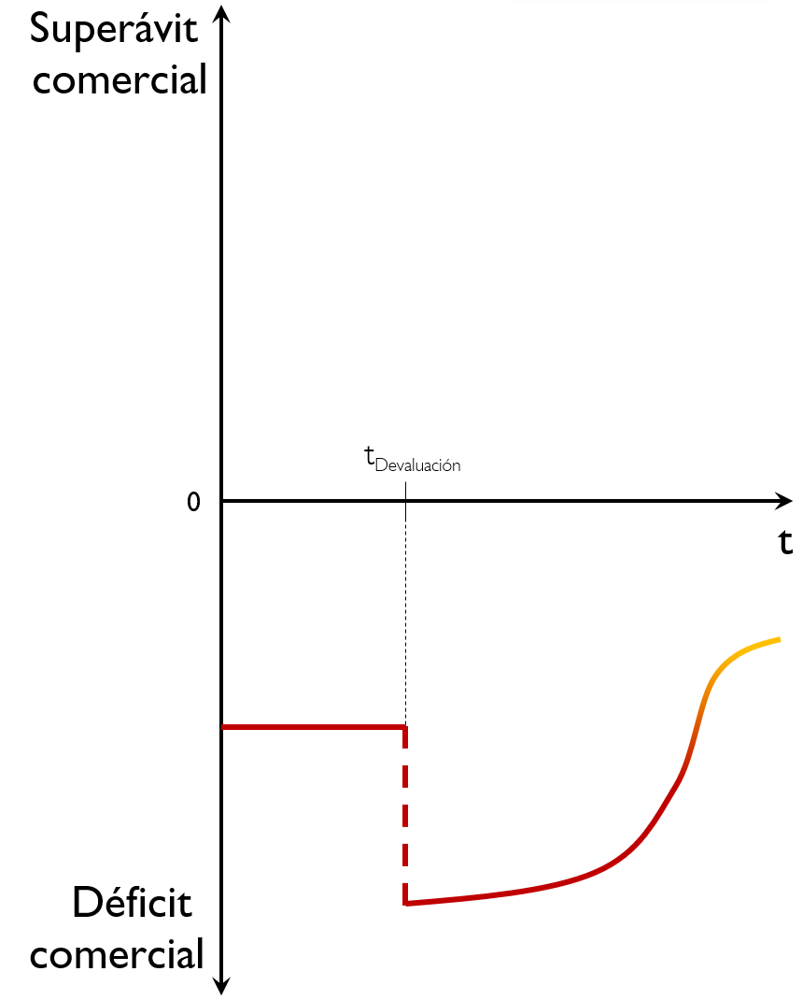 Superávit
comercial
tDevaluación
0
t
Déficit
comercial